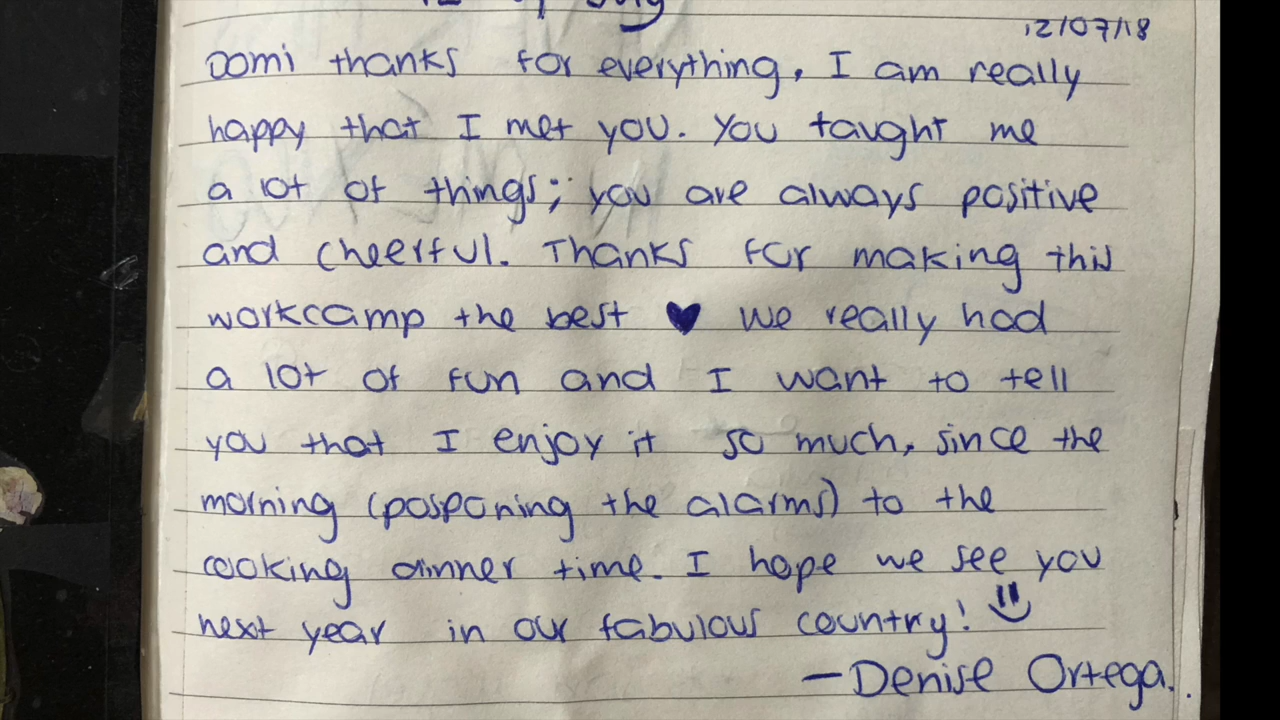 12/07/18
Domi thanks for everything, I am really
happy that I met you. You taught me
a lot of things; you are always positive
and cheerful. Thanks for making this
workcamp the best ♥ We really had
a lot of fun and I want to tell
you that I enjoy it so much, since the
morning (posponing the alarms) to the
cooking dinner time. I hope we see you
next year in our fabulous country!
—Denise Ortega.